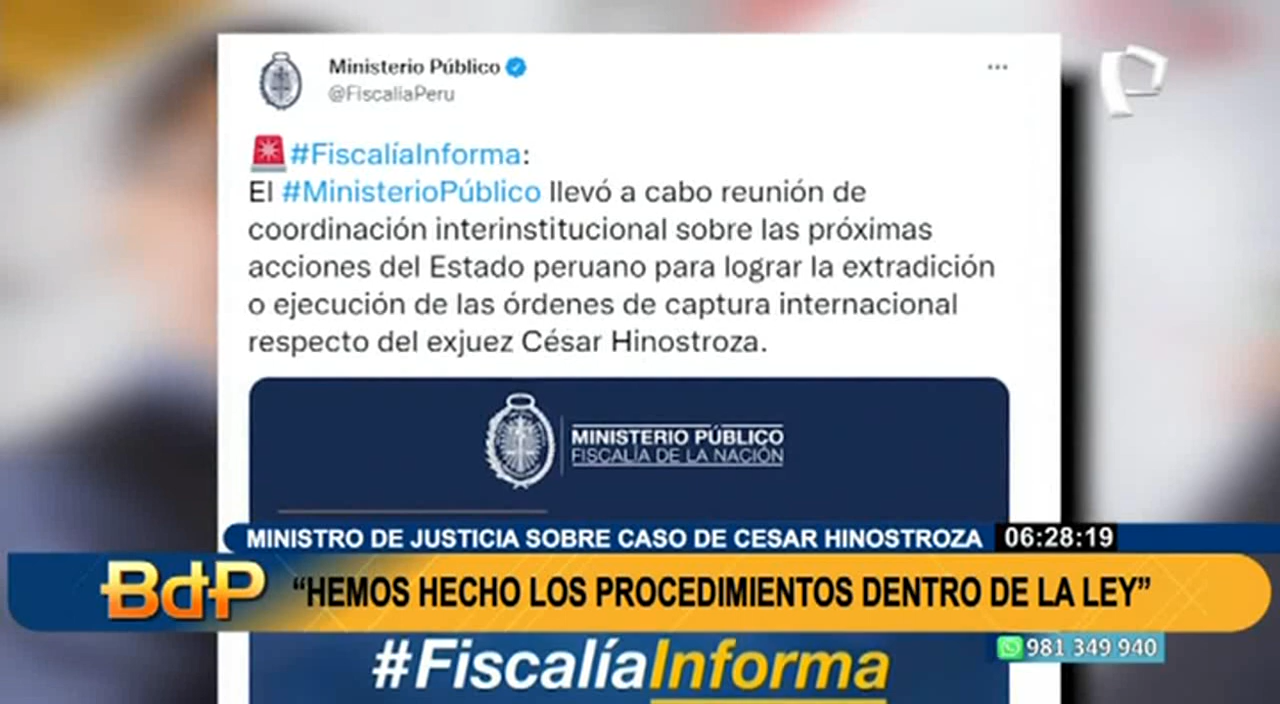 Ministerio Público
@FiscaliaPeru
#FiscalíaInforma:
El #MinisterioPúblico llevó a cabo reunión de
coordinación interinstitucional sobre las próximas
acciones del Estado peruano para lograr la extradición
o ejecución de las órdenes de captura internacional
respecto del exjuez César Hinostroza.
MINISTERIO PÚBLICO
FISCALÍA DE LA NACIÓN
MINISTRO DE JUSTICIA SOBRE CASO DE CESAR HINOSTROZA 06:28:19
BdP “HEMOS HECHO LOS PROCEDIMIENTOS DENTRO DE LA LEY”
981 349 940
#FiscalíaInforma